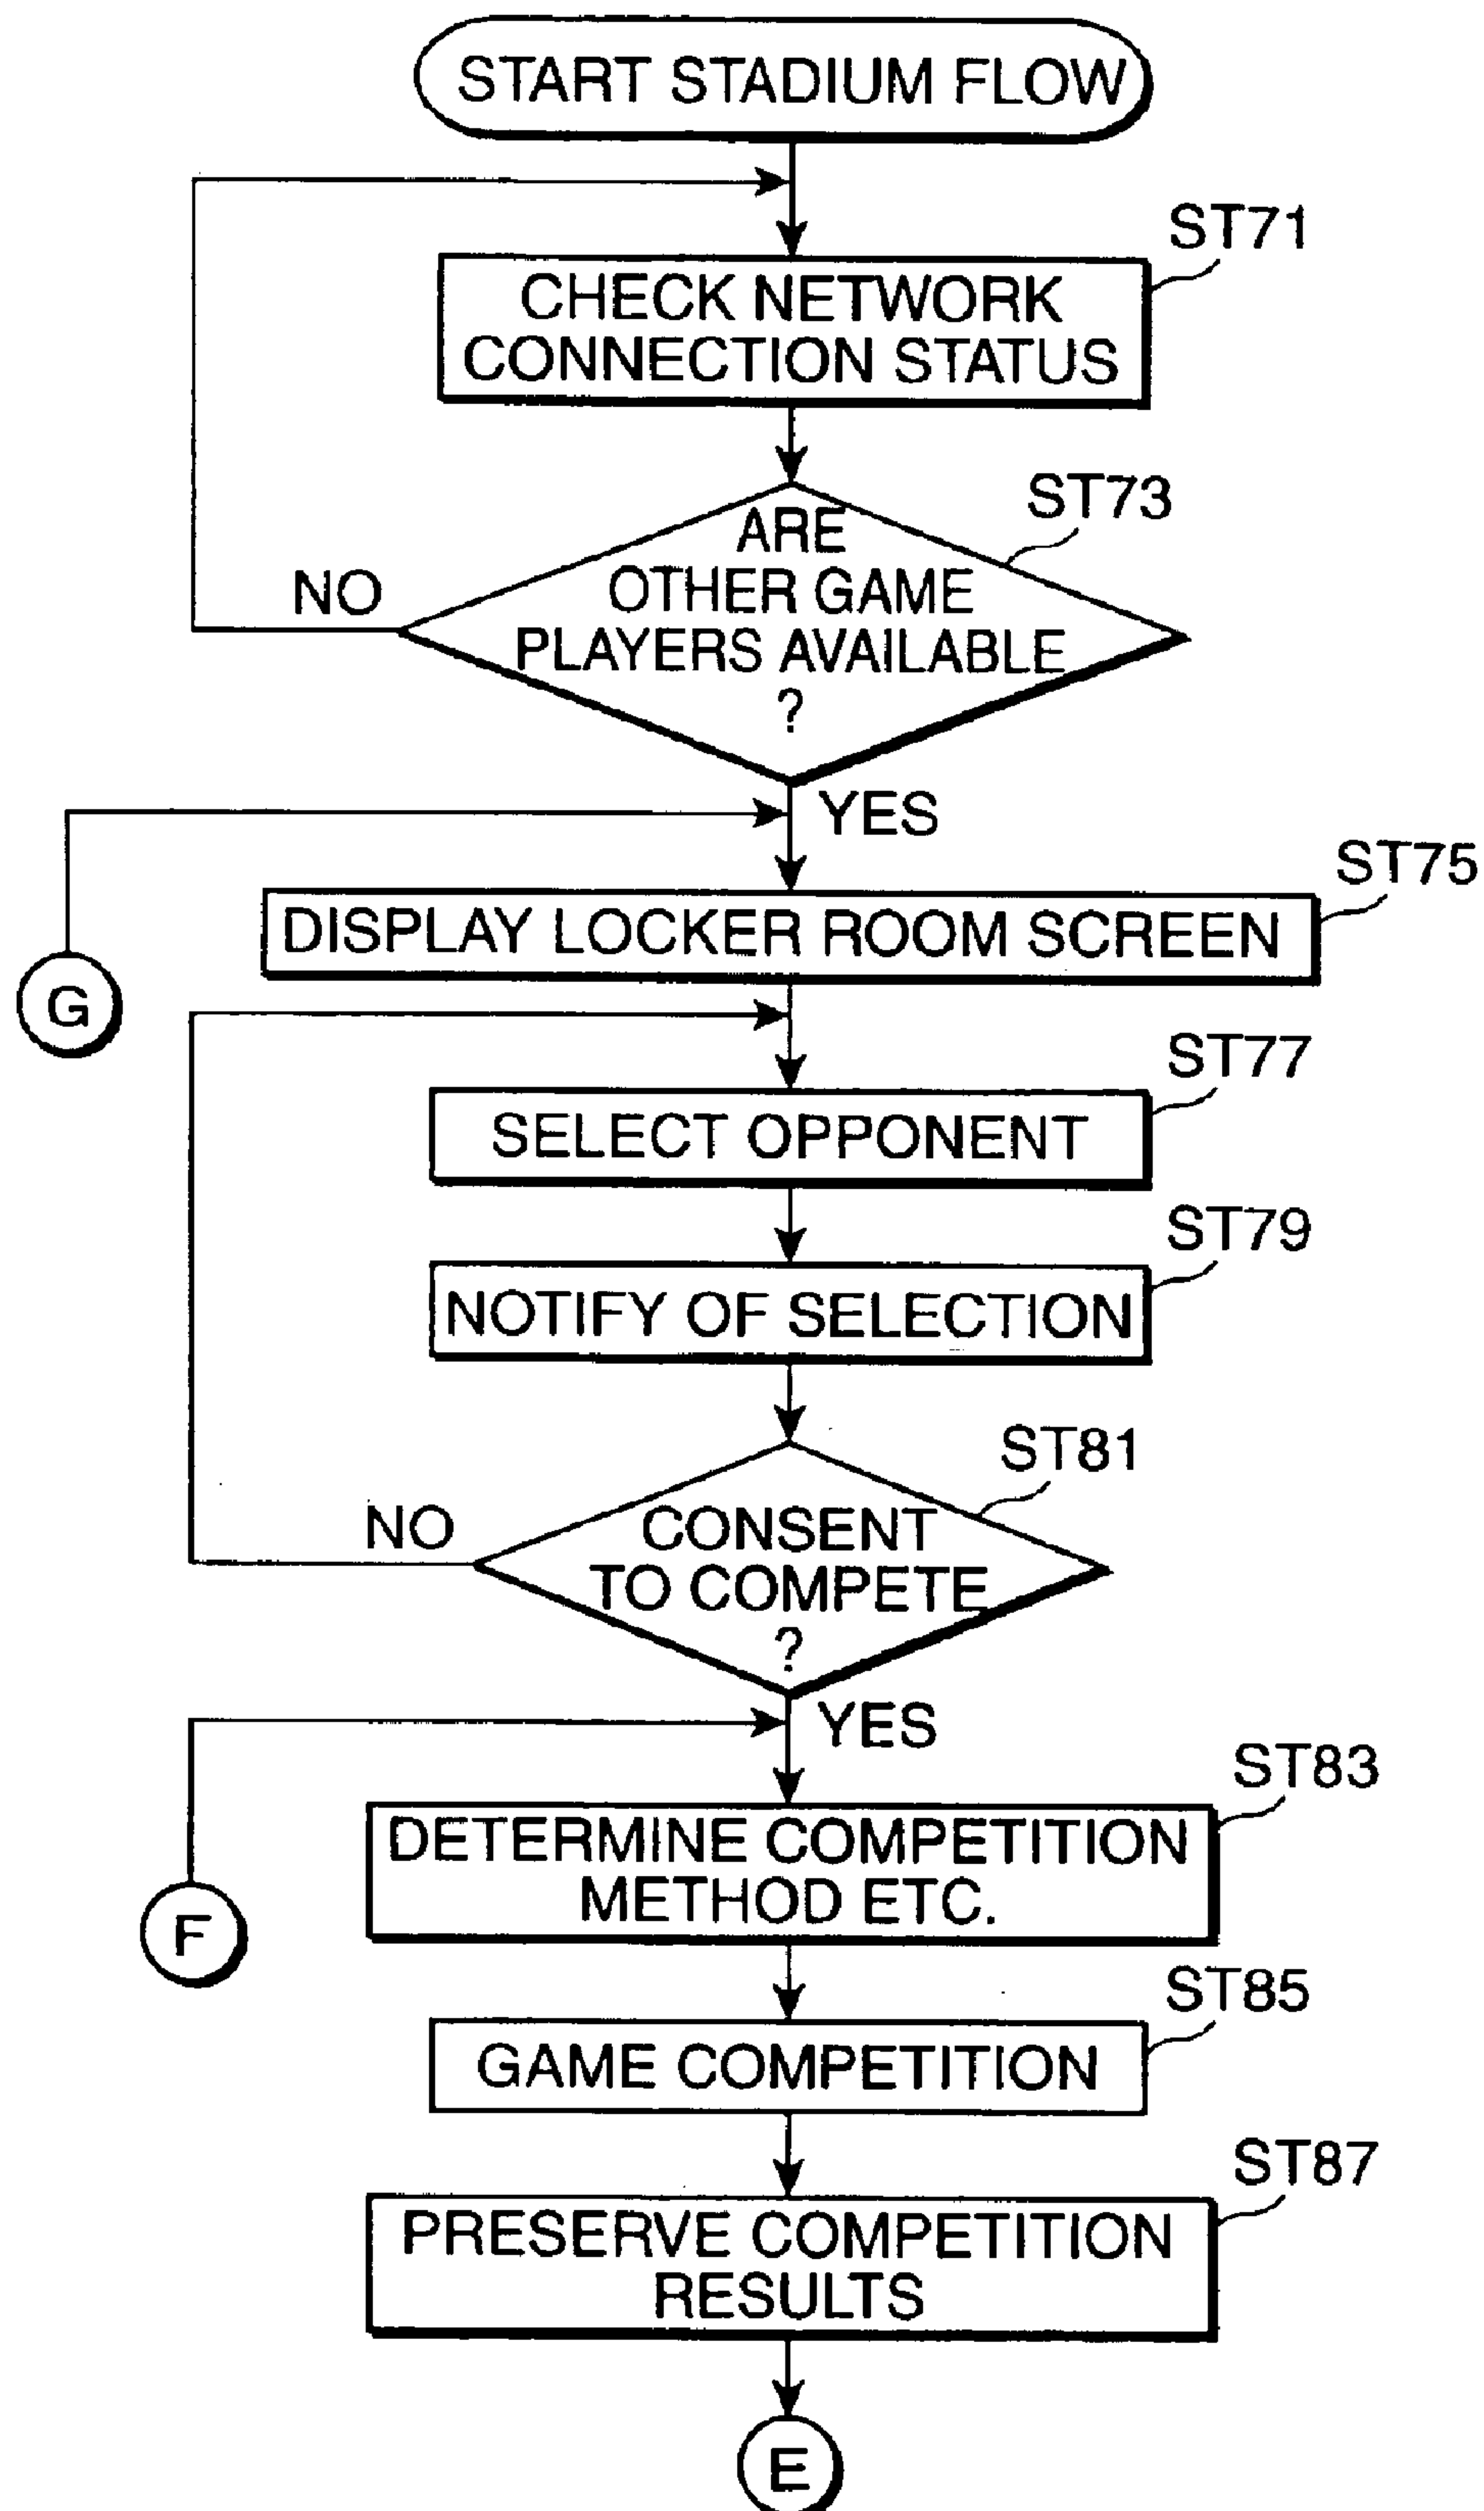 START STADIUM FLOW
ST71
CHECK NETWORK
CONNECTION STATUS
ST73
ARE
OTHER GAME
PLAYERS AVAILABLE
?
NO
YES
ST75
DISPLAY LOCKER ROOM SCREEN
G
ST77
SELECT OPPONENT
ST79
NOTIFY OF SELECTION
ST81
CONSENT
TO COMPETE
?
NO
YES
ST83
DETERMINE COMPETITION
METHOD ETC.
F
ST85
GAME COMPETITION
ST87
PRESERVE COMPETITION
RESULTS
E